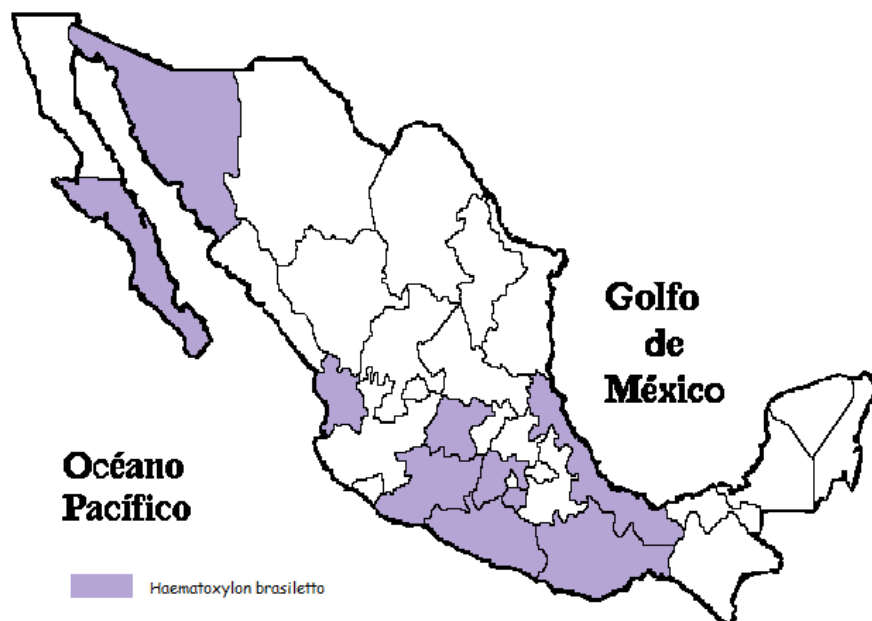 Golfo
de
México
Océano
Pacífico
Haematoxylon brasiletto